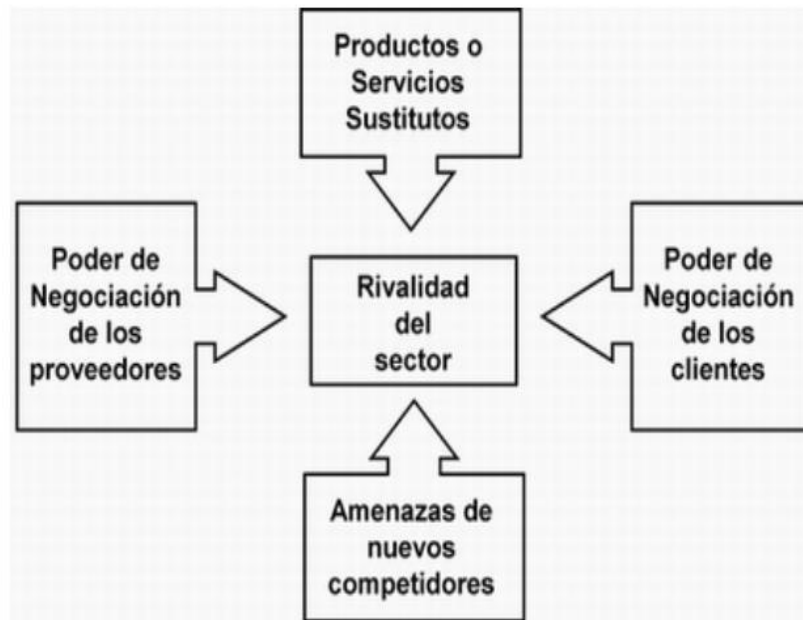 Productos o
Servicios
Sustitutos
Poder de
Negociación
de los
proveedores
Rivalidad
del
sector
Poder de
Negociación
de los
clientes
Amenazas de
nuevos
competidores